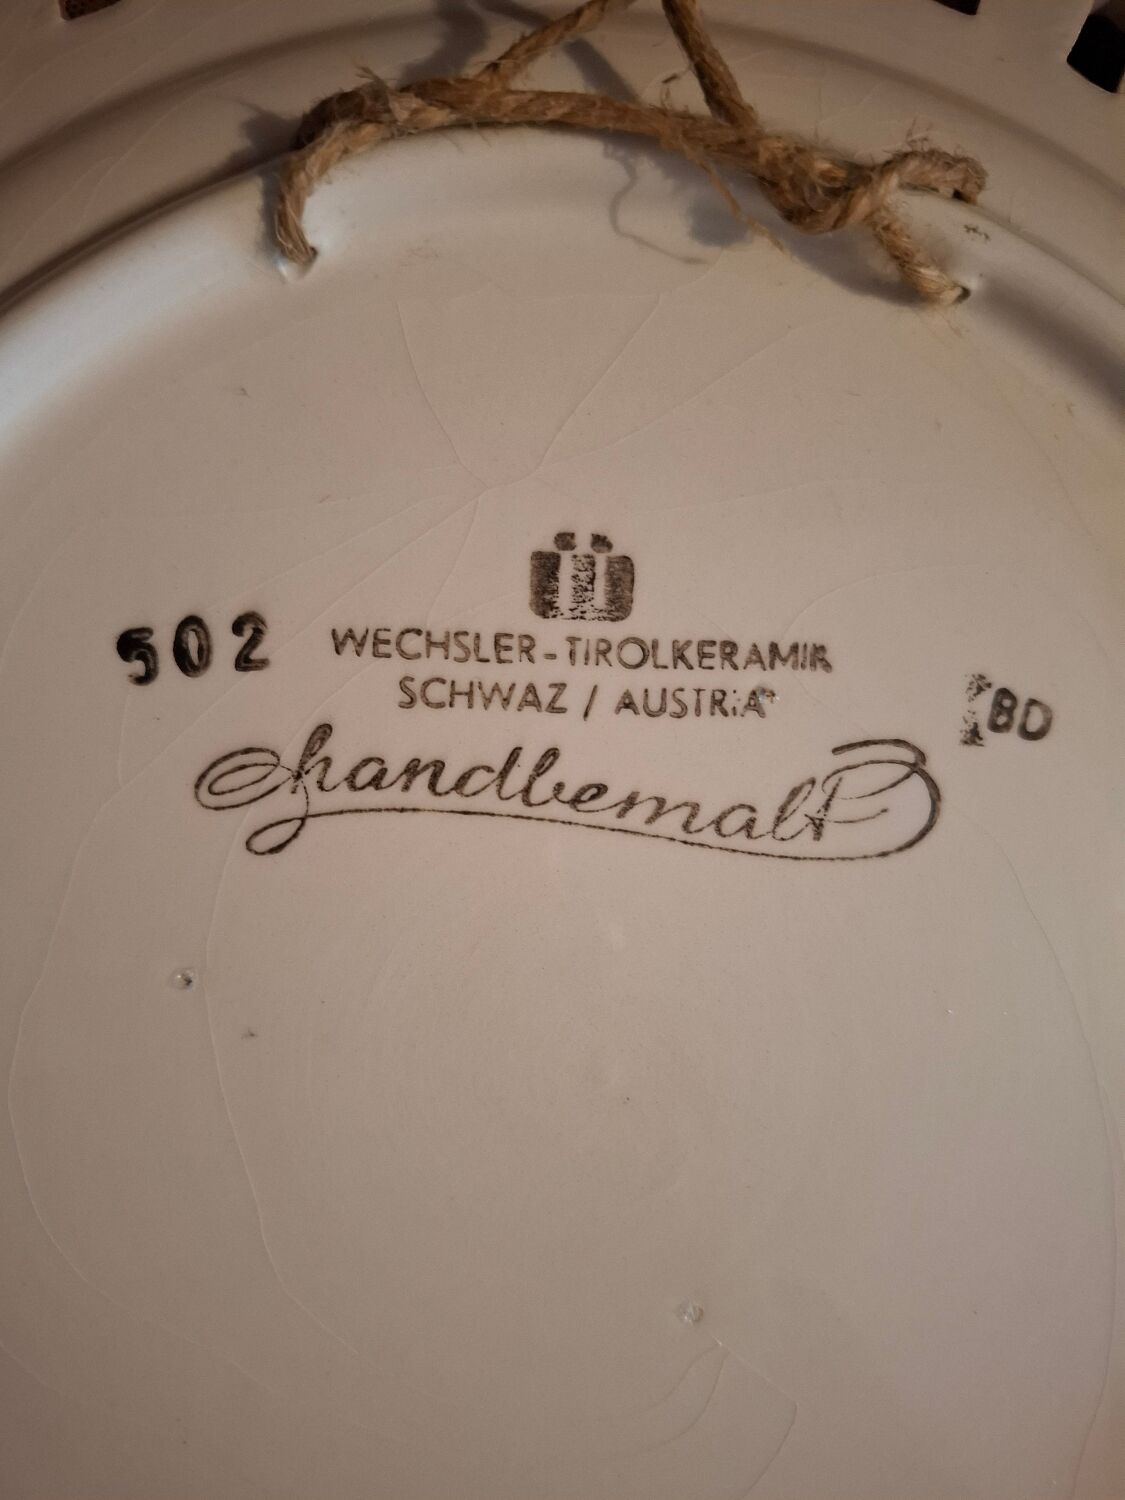 502
WECHSLER-TIROLKERAMIK
SCHWAZ / AUSTRIA
BD
handbemalt